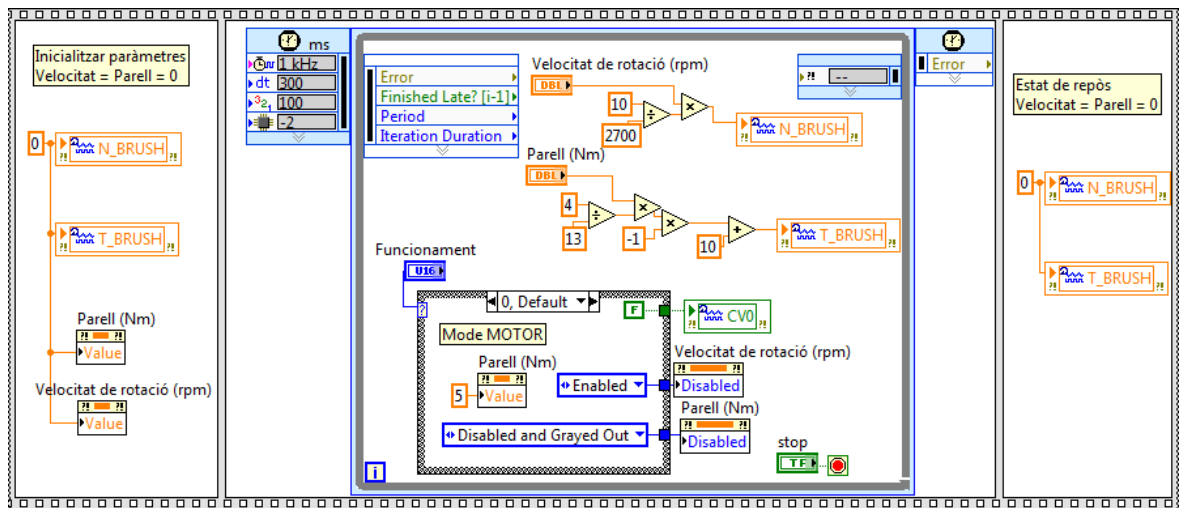 Inicialitzar paràmetres
Velocitat = Parell = 0
0
N_BRUSH
T_BRUSH
Parell (Nm)
Value
Velocitat de rotació (rpm)
Value
ms
1 kHz
dt 300
321 100
-2
Error
Finished Late? [i-1]
Period
Iteration Duration
Velocitat de rotació (rpm)
DBL
10
2700
N_BRUSH
Parell (Nm)
DBL
4
13
-1
10
T_BRUSH
?! --
Funcionament
U16
0, Default
?
Mode MOTOR
F
CV0
Parell (Nm)
Value
5
Enabled
Velocitat de rotació (rpm)
Disabled
Disabled and Grayed Out
Parell (Nm)
Disabled
stop
TF
i
Error
Estat de repòs
Velocitat = Parell = 0
0
N_BRUSH
T_BRUSH